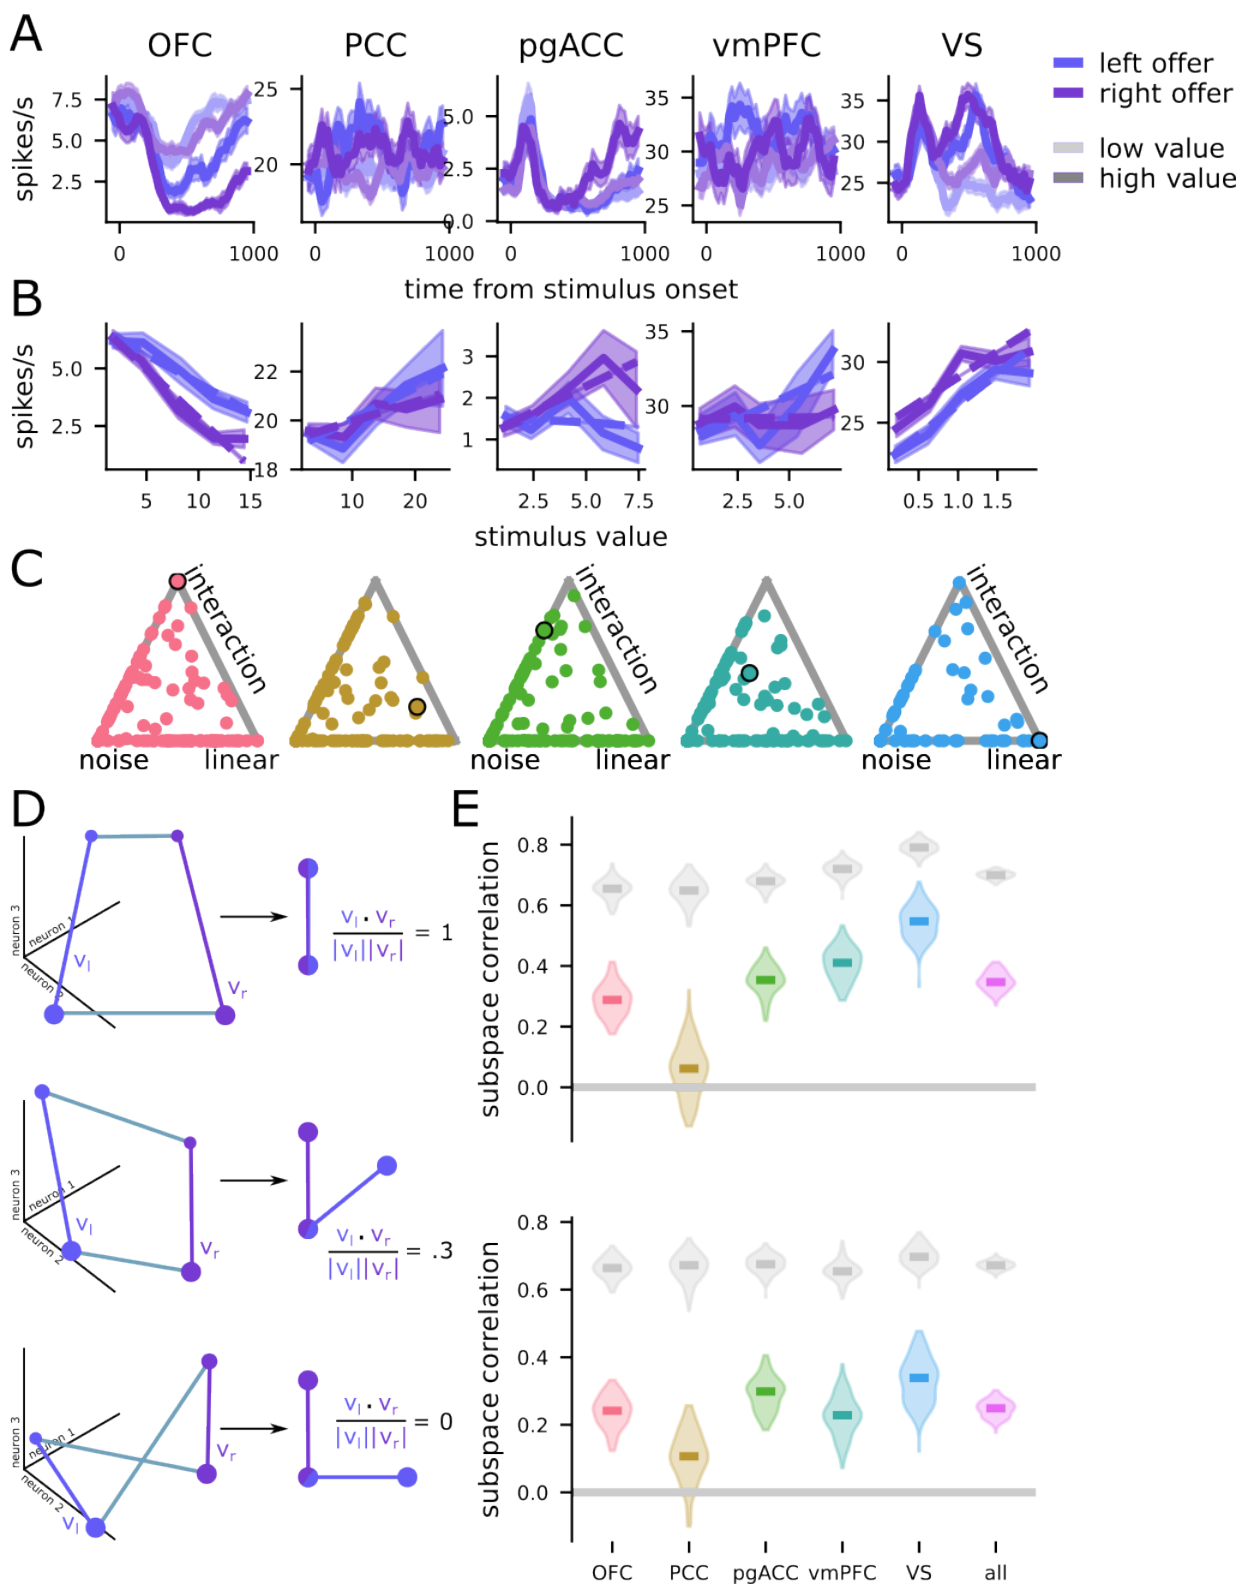 A
OFC PCC pgACC vmPFC VS
left offer
right offer
low value
high value
spikes/s
7.5 5.0 2.5
25 20
5.0 2.5 0.0
35 30 25
35 30 25
0 1000 0 1000 0 1000 0 1000 0 1000
time from stimulus onset
B
spikes/s
5.0 2.5
22 20 18
3 2 1
35 30
30 25
5 10 15 10 20 2.5 5.0 7.5 2.5 5.0 0.5 1.0 1.5
stimulus value
C
interaction interaction interaction
noise linear noise linear noise linear
D
neuron 3
neuron 1
neuron 2
v_l
v_r
v_l · v_r
|v_l||v_r|
= 1
neuron 3
neuron 1
neuron 2
v_l
v_r
v_l · v_r
|v_l||v_r|
= .3
neuron 3
neuron 1
neuron 2
v_l
v_r
v_l · v_r
|v_l||v_r|
= 0
E
subspace correlation
0.8
0.6
0.4
0.2
0.0
subspace correlation
0.8
0.6
0.4
0.2
0.0
OFC PCC pgACC vmPFC VS all